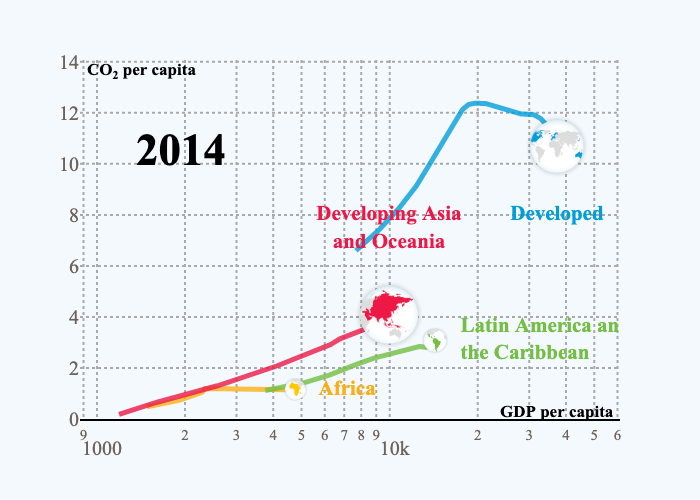 14
CO2 per capita
12
2014
10
8
Developing Asia
and Oceania
Developed
6
4
Latin America an
the Caribbean
2
Africa
0
GDP per capita
9 2 3 4 5 6 7 8 9 2 3 4 5 6
1000 10k